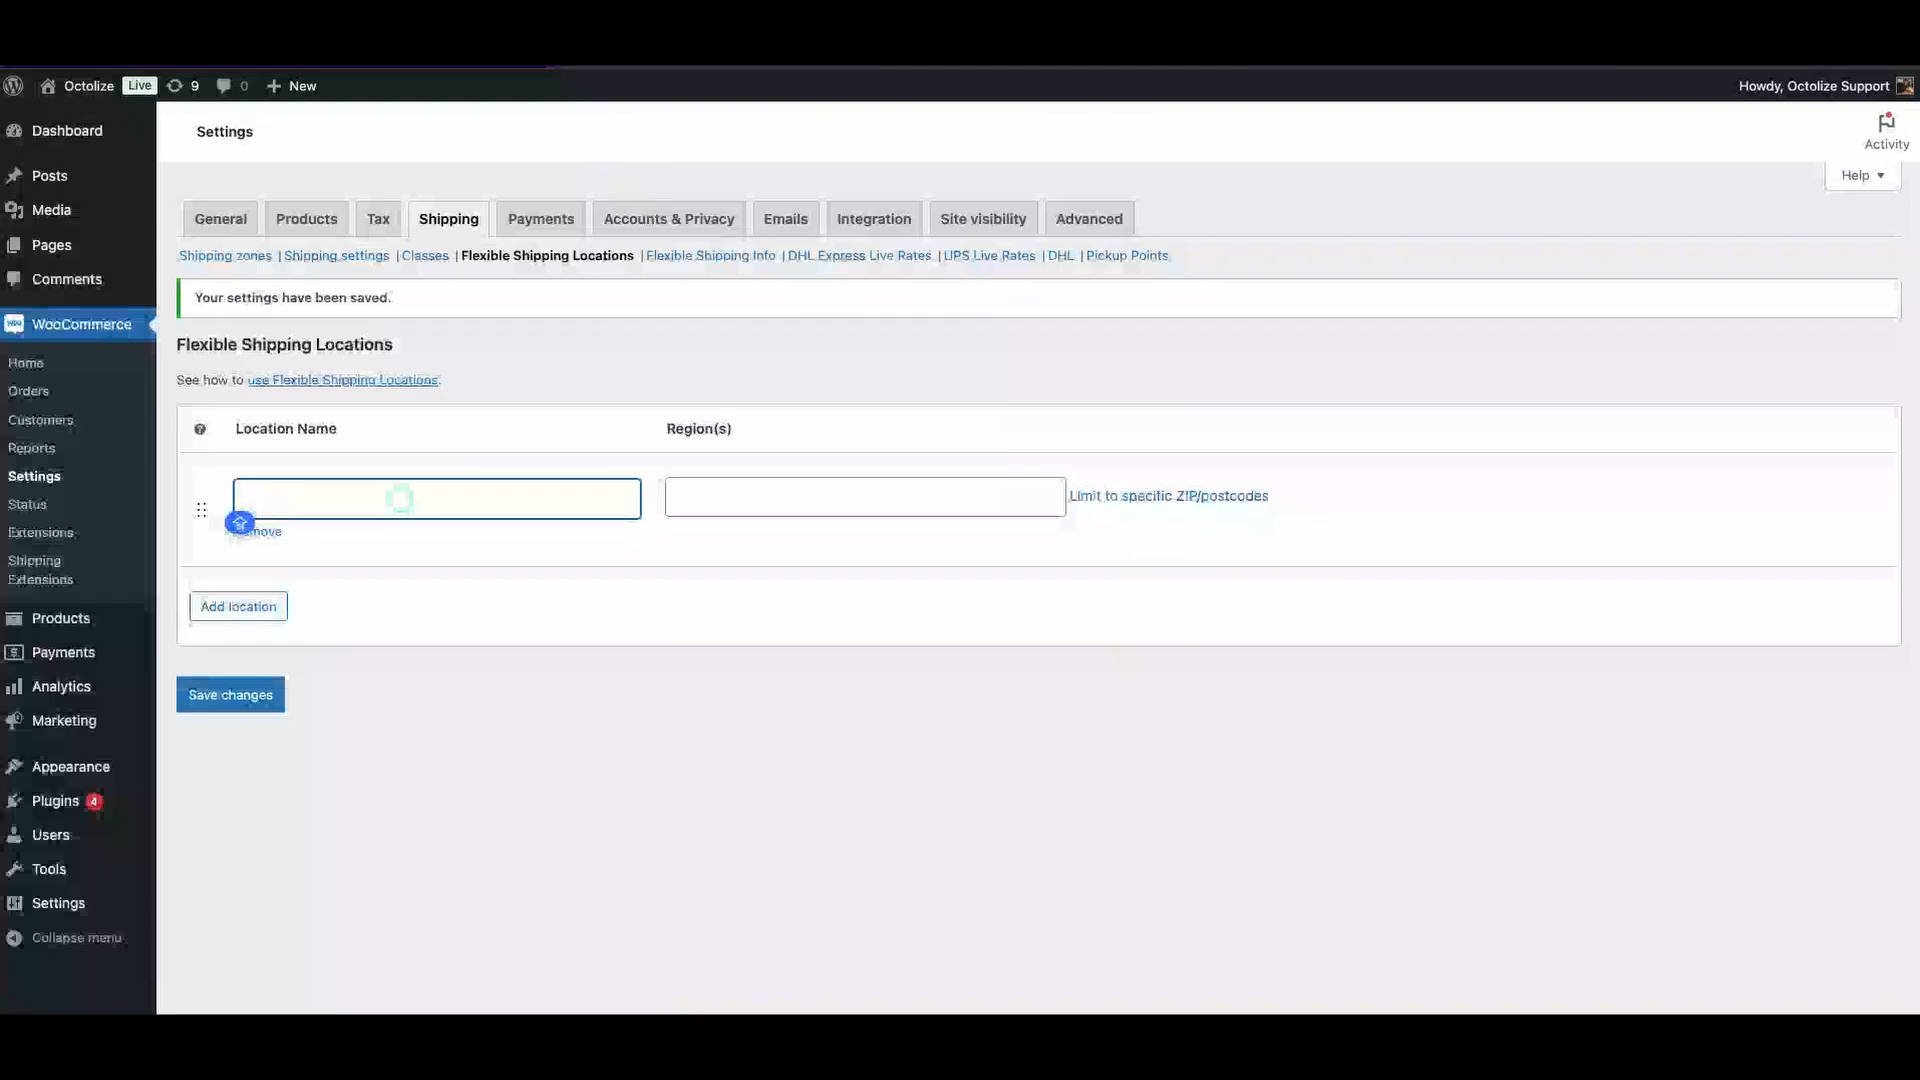 Octolize Live 9 0 New
Howdy, Octolize Support
Dashboard
Posts
Media
Pages
Comments
WooCommerce
Home
Orders
Customers
Reports
Settings
Status
Extensions
Shipping
Extensions
Products
Payments
Analytics
Marketing
Appearance
Plugins 4
Users
Tools
Settings
Collapse menu
Settings
Activity
Help
General Products Tax Shipping Payments Accounts & Privacy Emails Integration Site visibility Advanced
Shipping zones | Shipping settings | Classes | Flexible Shipping Locations | Flexible Shipping Info | DHL Express Live Rates | UPS Live Rates | DHL | Pickup Points
Your settings have been saved.
Flexible Shipping Locations
See how to use Flexible Shipping Locations.
Location Name Region(s)
Limit to specific ZIP/postcodes
Add location
Save changes